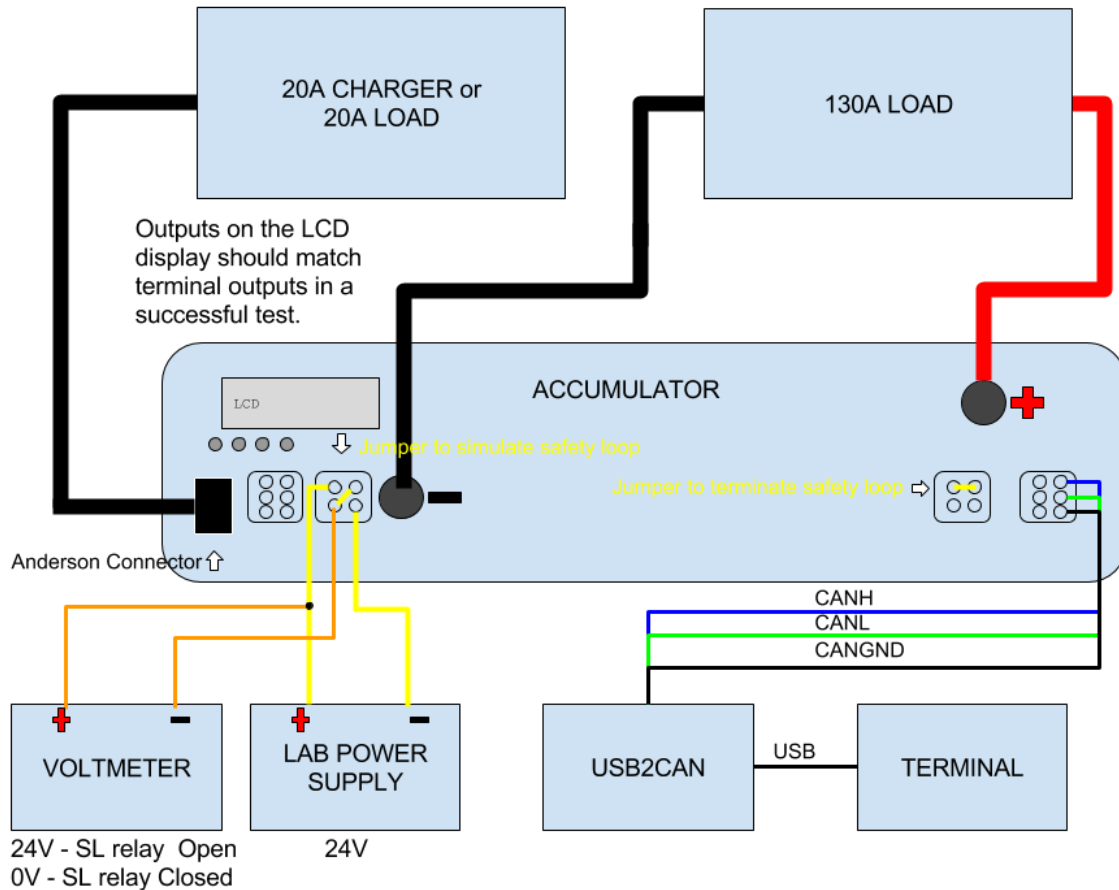 20A CHARGER or
20A LOAD
130A LOAD
Outputs on the LCD
display should match
terminal outputs in a
successful test.
ACCUMULATOR
LCD
Jumper to simulate safety loop
Jumper to terminate safety loop
Anderson Connector
CANH
CANL
CANGND
VOLTMETER
LAB POWER
SUPPLY
USB2CAN
USB
TERMINAL
24V - SL relay Open
0V - SL relay Closed
24V